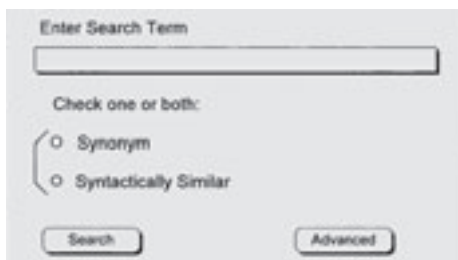 Enter Search Term
Check one or both:
Synonym
Syntactically Similar
Search Advanced